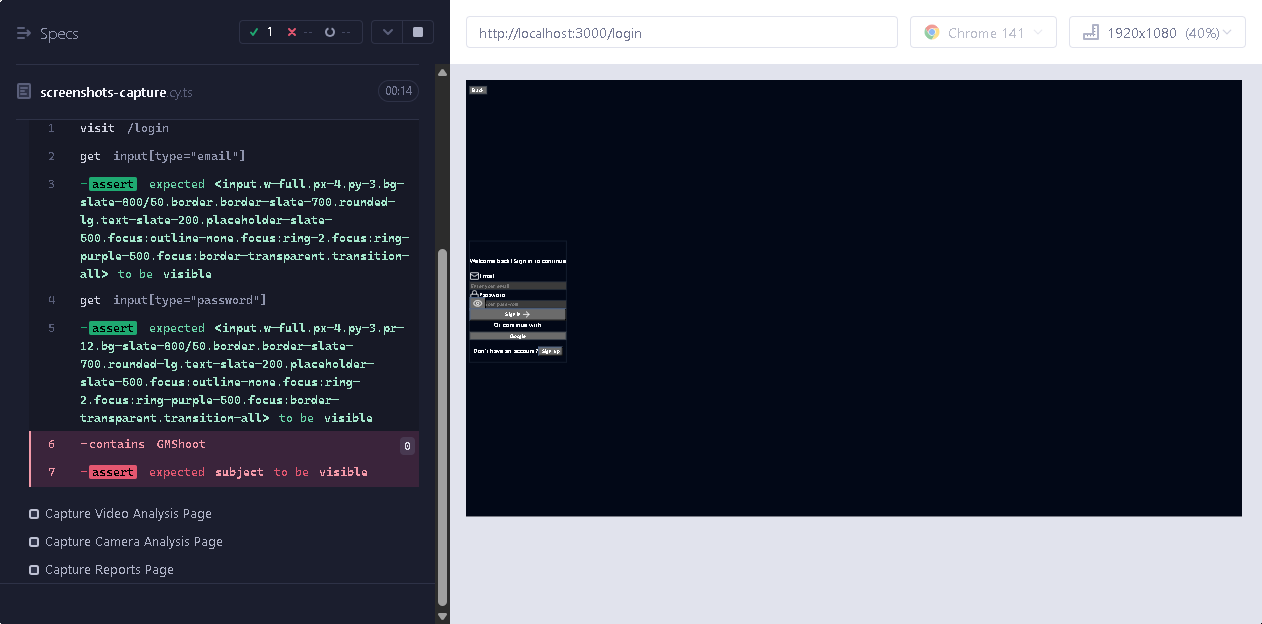 Specs
1
--
--
http://localhost:3000/login
Chrome 141
1920x1080 (40%)
screenshots-capture.cy.ts
00:14
1 visit /login
2 get input[type="email"]
3 -assert expected <input.w-full.px-4.py-3.bg-
slate-800/50.border.border-slate-700.rounded-
lg.text-slate-200.placeholder-slate-
500.focus:outline-none.focus:ring-2.focus:ring-
purple-500.focus:border-transparent.transition-
all> to be visible
4 get input[type="password"]
5 -assert expected <input.w-full.px-4.py-3.pr-
12.bg-slate-800/50.border.border-slate-
700.rounded-lg.text-slate-200.placeholder-
slate-500.focus:outline-none.focus:ring-
2.focus:ring-purple-500.focus:border-
transparent.transition-all> to be visible
6 -contains GMShoot 0
7 -assert expected subject to be visible
Capture Video Analysis Page
Capture Camera Analysis Page
Capture Reports Page
Back
Welcome back! Sign in to continue
Email
Enter your email
Password
Sign in
Or continue with
Google
Don't have an account? Sign up